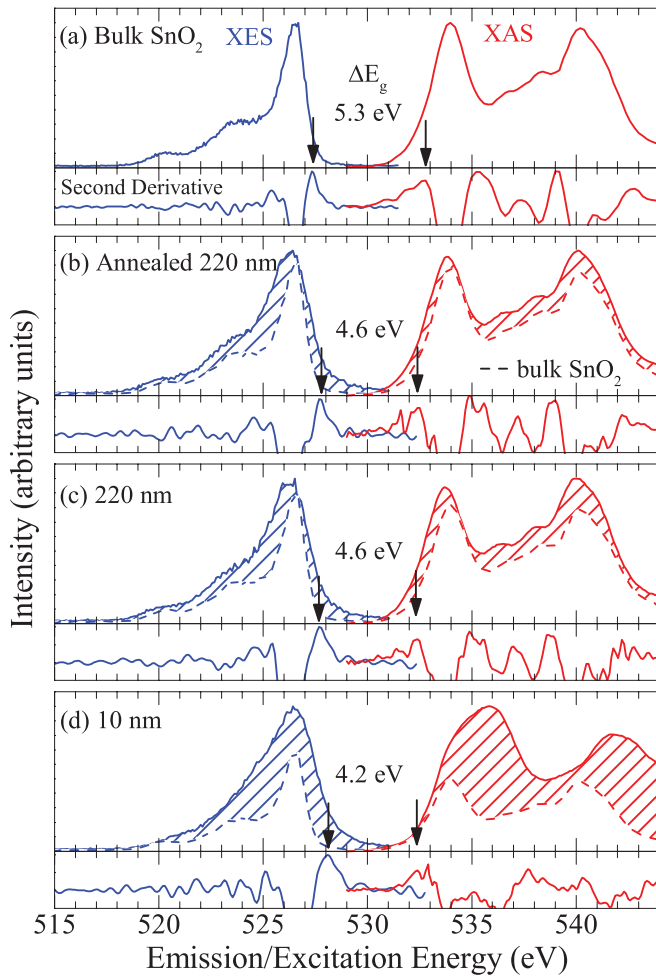 (a) Bulk SnO₂ XES XAS
ΔE_g
5.3 eV
Second Derivative
(b) Annealed 220 nm
4.6 eV
-- bulk SnO₂
(c) 220 nm
4.6 eV
(d) 10 nm
4.2 eV
515 520 525 530 535 540
Emission/Excitation Energy (eV)
Intensity (arbitrary units)